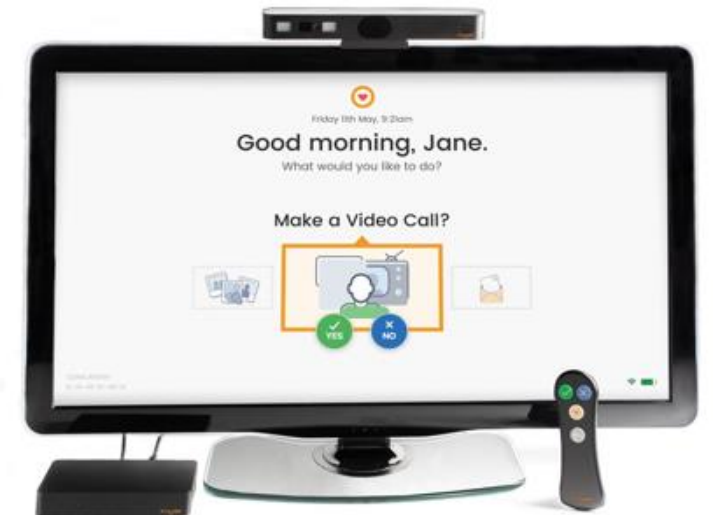 Friday 11th May, 9:21am
Good morning, Jane.
What would you like to do?
Make a Video Call?
YES
NO